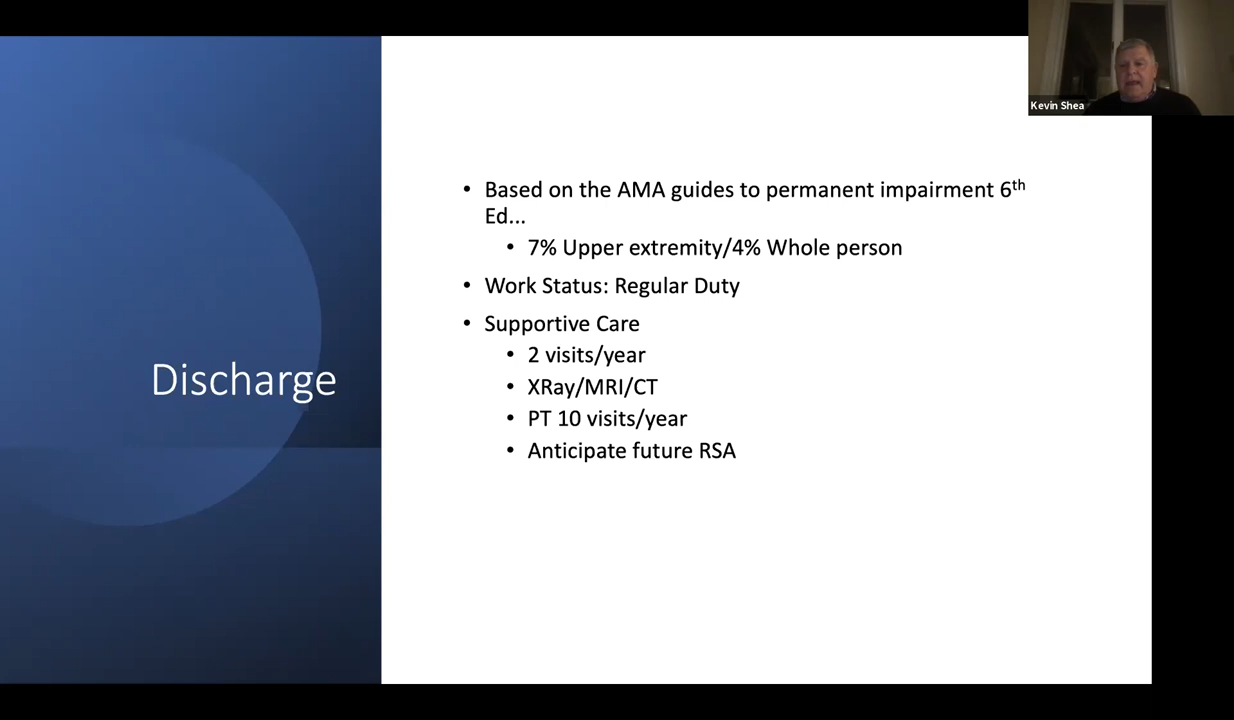 Kevin Shea
• Based on the AMA guides to permanent impairment 6th
Ed...
• 7% Upper extremity/4% Whole person
• Work Status: Regular Duty
• Supportive Care
• 2 visits/year
• XRay/MRI/CT
• PT 10 visits/year
• Anticipate future RSA
Discharge